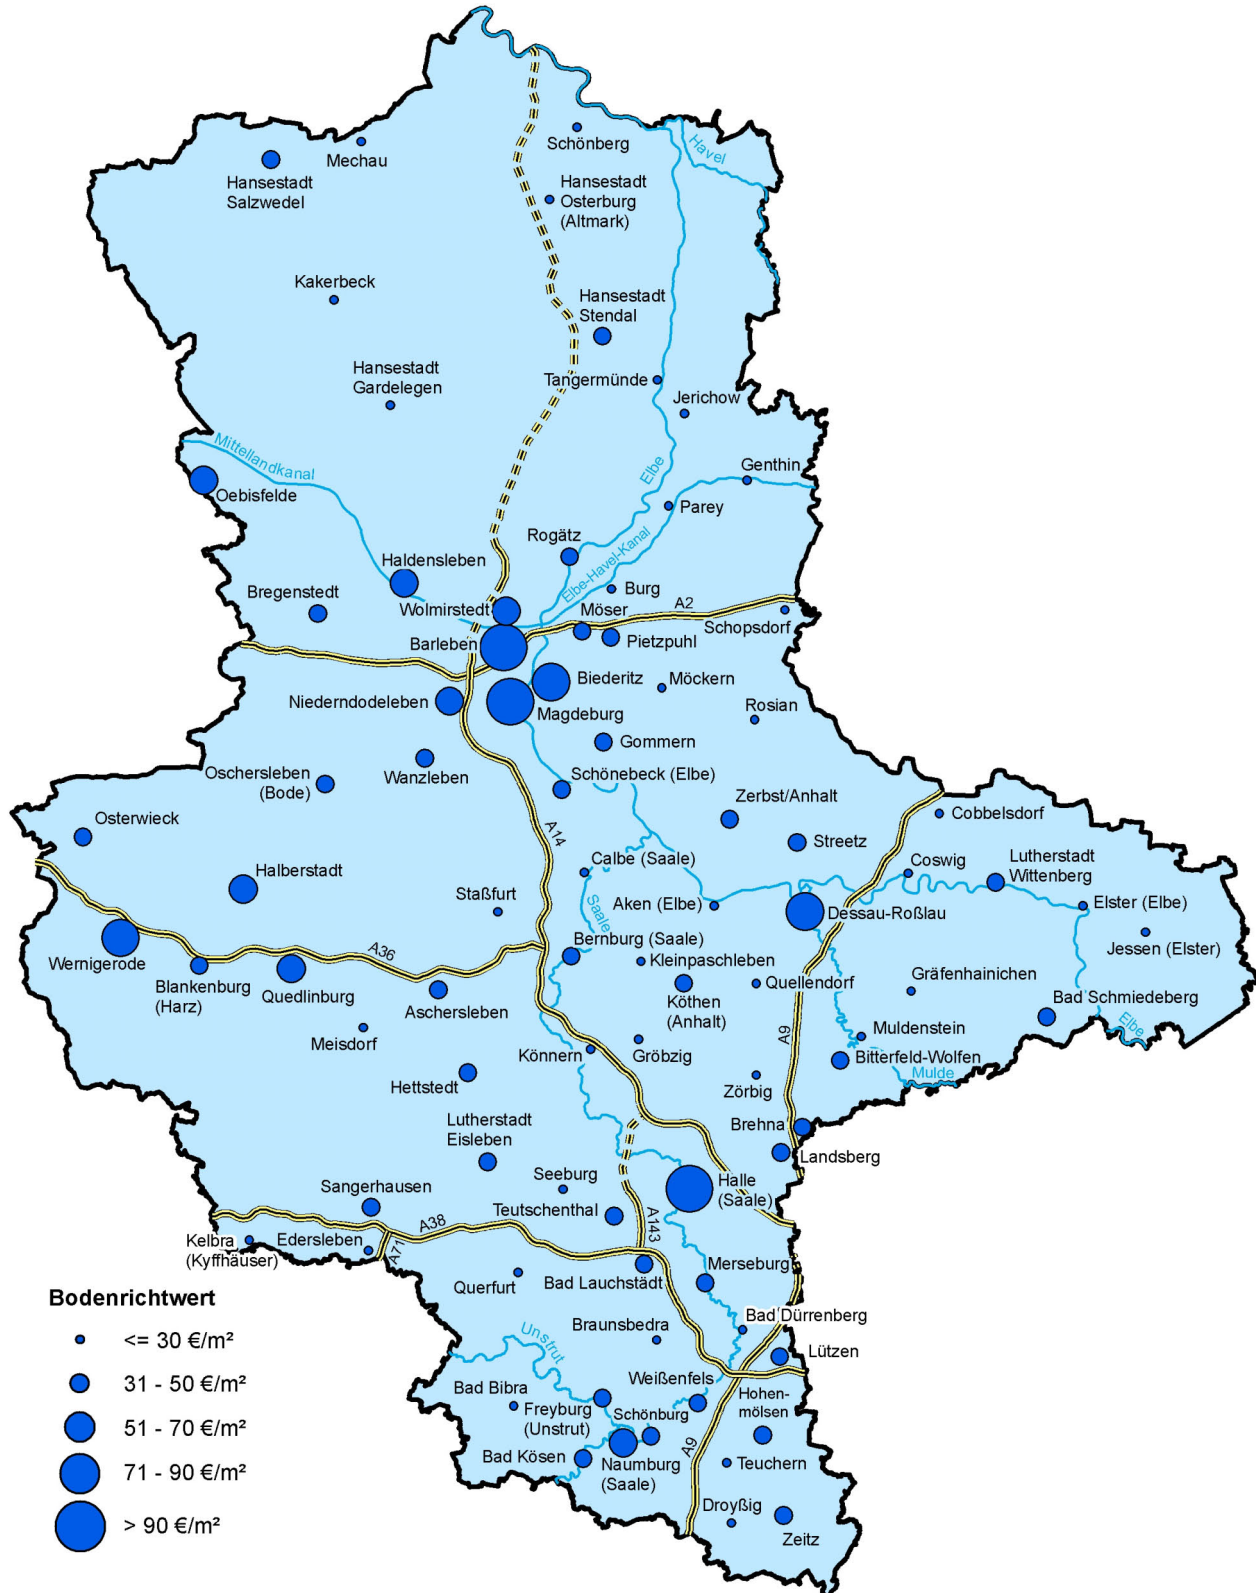 Havel
Schönberg
Mechau
Hansestadt
Salzwedel
Hansestadt
Osterburg
(Altmark)
Kakerbeck
Hansestadt
Stendal
Hansestadt
Gardelegen
Tangermünde
Jerichow
Mittellandkanal
Elbe
Genthin
Oebisfelde
Parey
Rogätz
Elbe-Havel-Kanal
Haldensleben
Burg
Bregenstedt
Wolmirstedt
Möser
A2
Schopsdorf
Barleben
Pietzpuhl
Biederitz
Möckern
Niederndodeleben
Magdeburg
Rosian
Gommern
Wanzleben
Oschersleben
(Bode)
Schönebeck (Elbe)
Zerbst/Anhalt
Cobbelsdorf
Osterwieck
A14
Streetz
Calbe (Saale)
Coswig
Lutherstadt
Wittenberg
Halberstadt
Staßfurt
Saale
Aken (Elbe)
Dessau-Roßlau
Elster (Elbe)
Jessen (Elster)
Wernigerode
A36
Bernburg (Saale)
Kleinpaschleben
Blankenburg
(Harz)
Quedlinburg
Aschersleben
Köthen
(Anhalt)
Quellendorf
Gräfenhainichen
Bad Schmiedeberg
Elbe
Meisdorf
Muldenstein
A9
Könnern
Gröbzig
Bitterfeld-Wolfen
Mulde
Hettstedt
Zörbig
Lutherstadt
Eisleben
Brehna
Landsberg
Seeburg
Halle
(Saale)
Sangerhausen
Teutschenthal
A38
A143
Kelbra
(Kyffhäuser)
Edersleben
A71
Querfurt
Bad Lauchstädt
Merseburg
Bodenrichtwert
<= 30 €/m²
31 - 50 €/m²
51 - 70 €/m²
71 - 90 €/m²
> 90 €/m²
Unstrut
Braunsbedra
Bad Dürrenberg
Lützen
Weißenfels
Bad Bibra
Freyburg
(Unstrut)
Schönburg
Hohen-
mölsen
Bad Kösen
Naumburg
(Saale)
A9
Teuchern
Droyßig
Zeitz